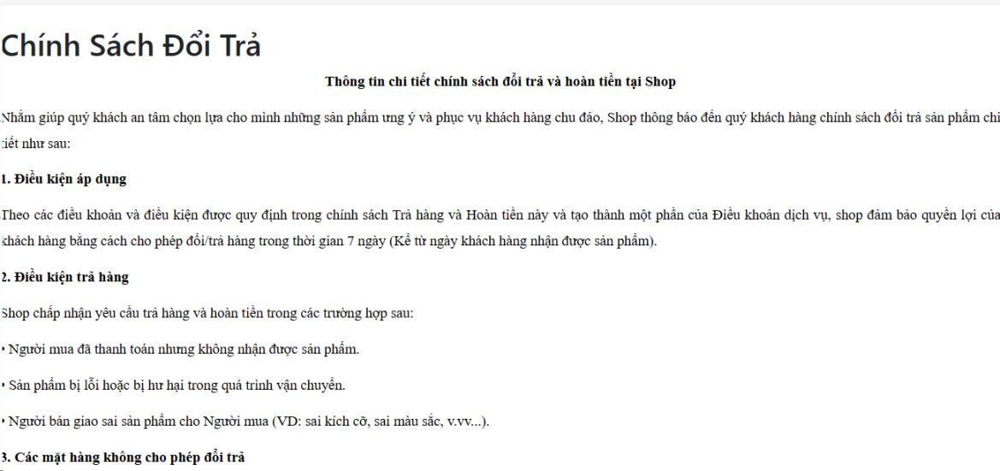 Chính Sách Đổi Trả
Thông tin chi tiết chính sách đổi trả và hoàn tiền tại Shop
Nhằm giúp quý khách an tâm chọn lựa cho mình những sản phẩm ưng ý và phục vụ khách hàng chu đáo, Shop thông báo đến quý khách hàng chính sách đổi trả sản phẩm chi
tiết như sau:
1. Điều kiện áp dụng
Theo các điều khoản và điều kiện được quy định trong chính sách Trả hàng và Hoàn tiền này và tạo thành một phần của Điều khoản dịch vụ, shop đảm bảo quyền lợi của
khách hàng bằng cách cho phép đổi/trả hàng trong thời gian 7 ngày (Kể từ ngày khách hàng nhận được sản phẩm).
2. Điều kiện trả hàng
Shop chấp nhận yêu cầu trả hàng và hoàn tiền trong các trường hợp sau:
• Người mua đã thanh toán nhưng không nhận được sản phẩm.
• Sản phẩm bị lỗi hoặc bị hư hại trong quá trình vận chuyển.
• Người bán giao sai sản phẩm cho Người mua (VD: sai kích cỡ, sai màu sắc, v.vv...).
3. Các mặt hàng không cho phép đổi trả